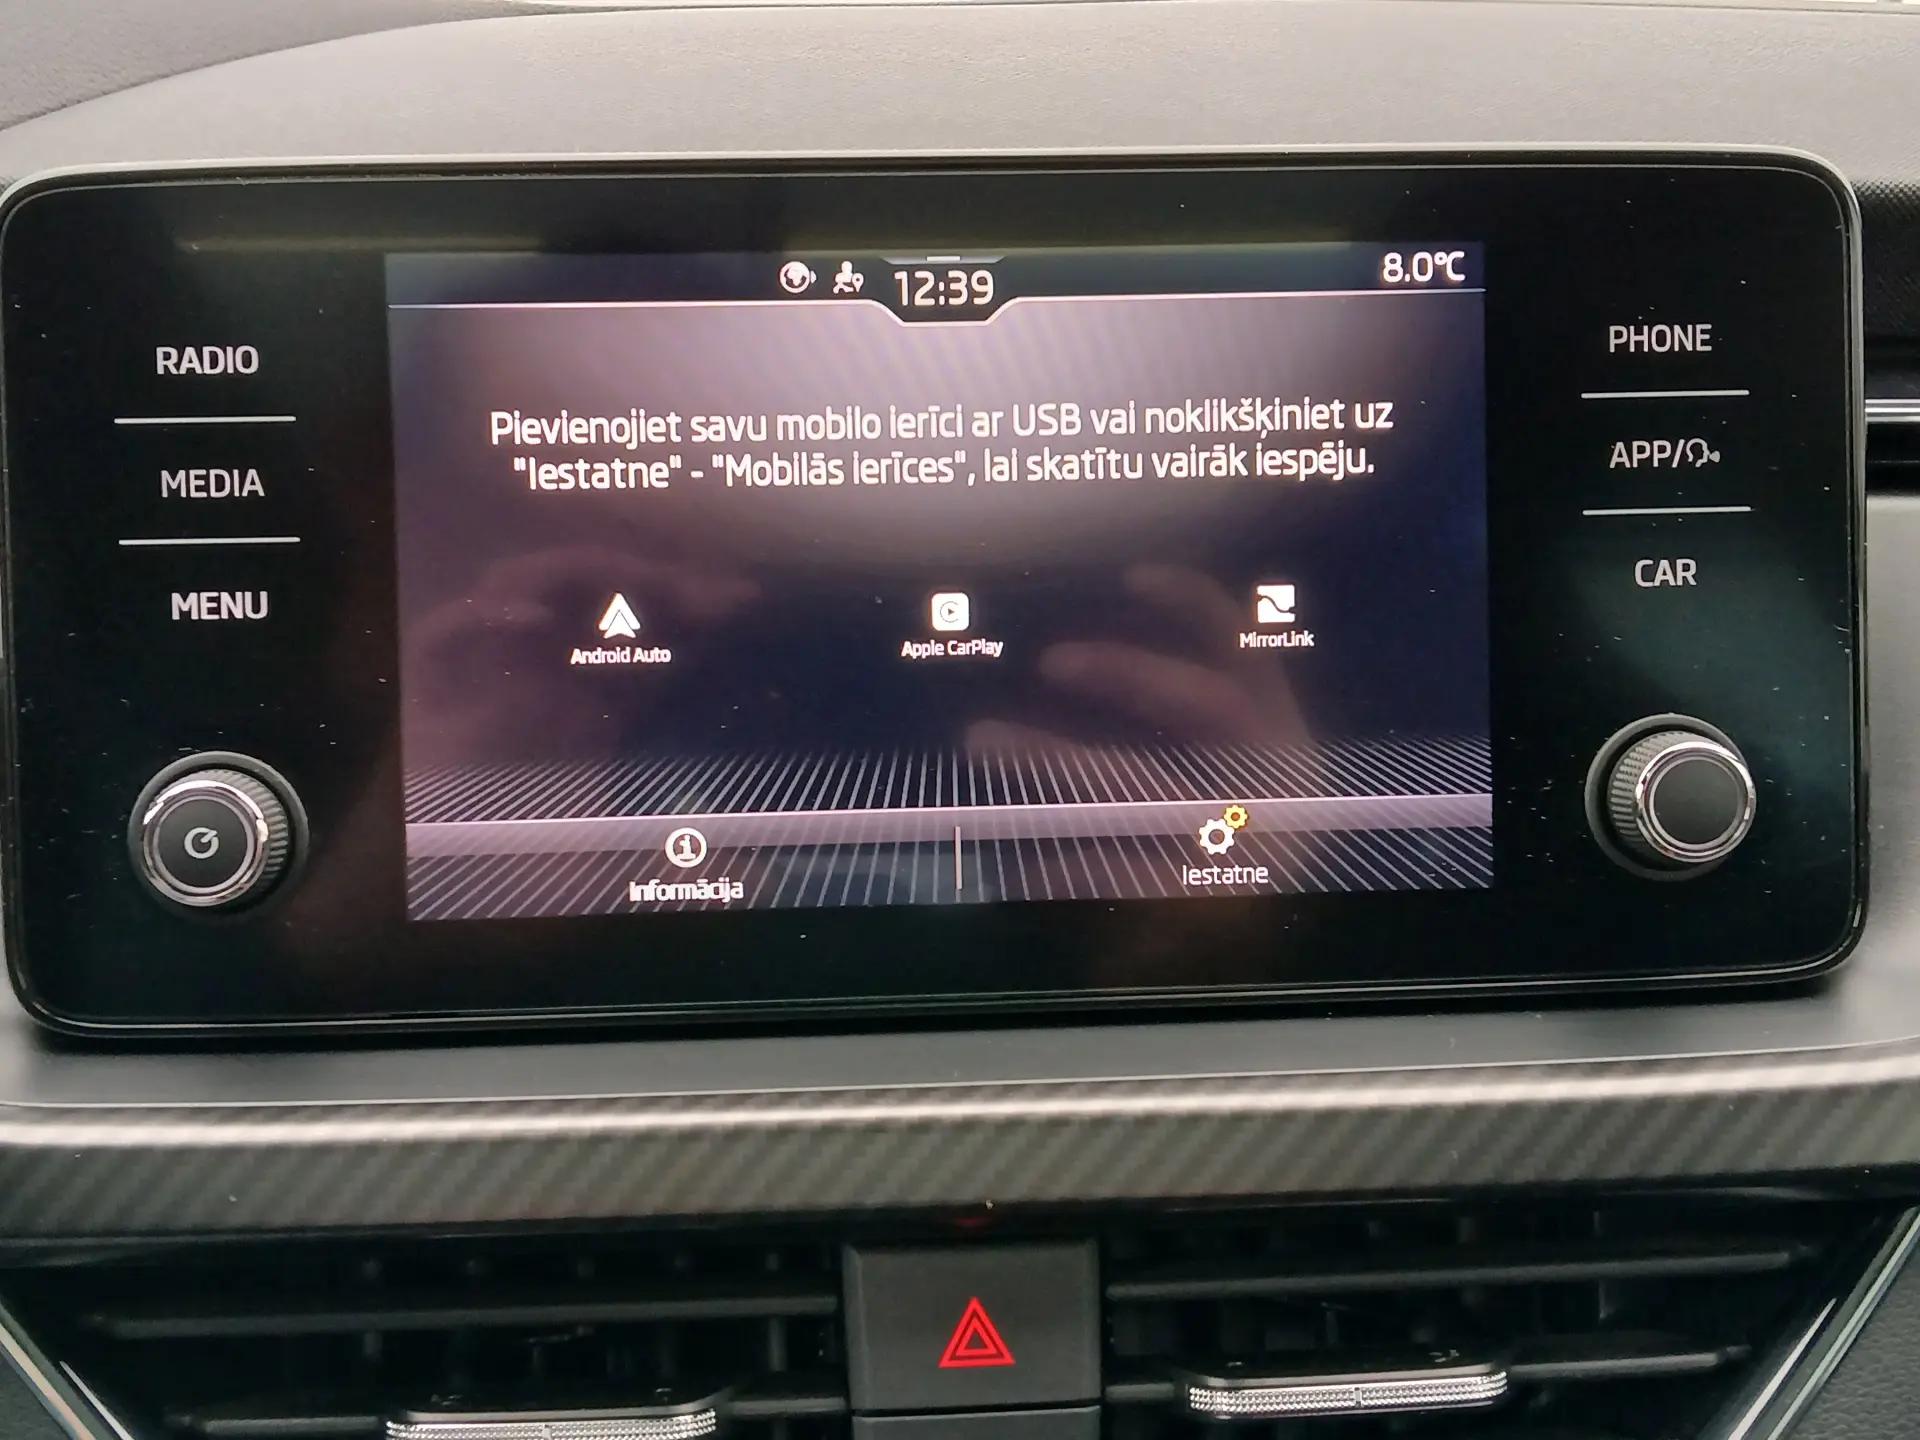 12:39
8.0°C
RADIO
MEDIA
MENU
PHONE
APP/
CAR
Pievienojiet savu mobilo ierīci ar USB vai noklikšķiniet uz
"Iestatne" - "Mobilās ierīces", lai skatītu vairāk iespēju.
Android Auto
Apple CarPlay
MirrorLink
Informācija
Iestatne